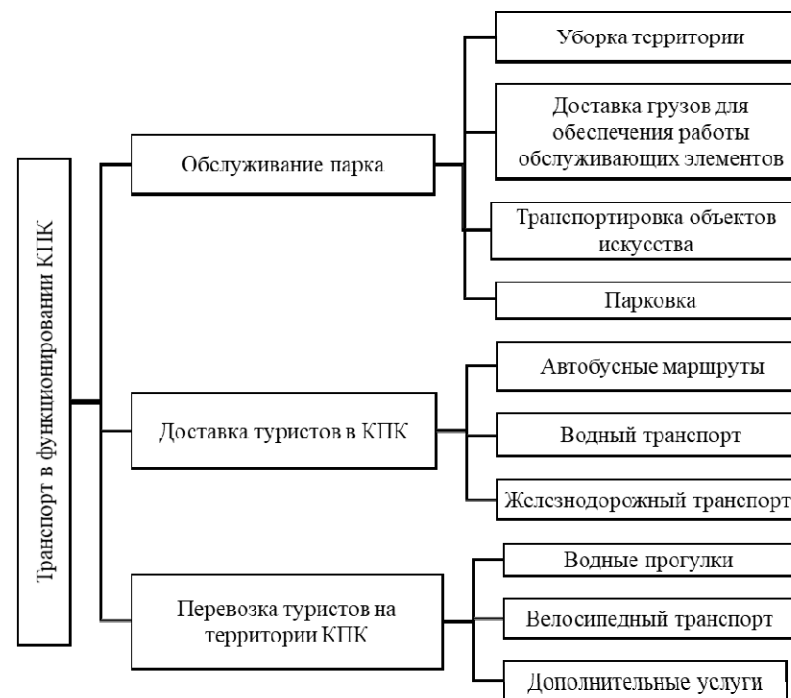 Транспорт в функционировании КПК
Обслуживание парка
Уборка территории
Доставка грузов для
обеспечения работы
обслуживающих элементов
Транспортировка объектов
искусства
Парковка
Доставка туристов в КПК
Автобусные маршруты
Водный транспорт
Железнодорожный транспорт
Перевозка туристов на
территории КПК
Водные прогулки
Велосипедный транспорт
Дополнительные услуги